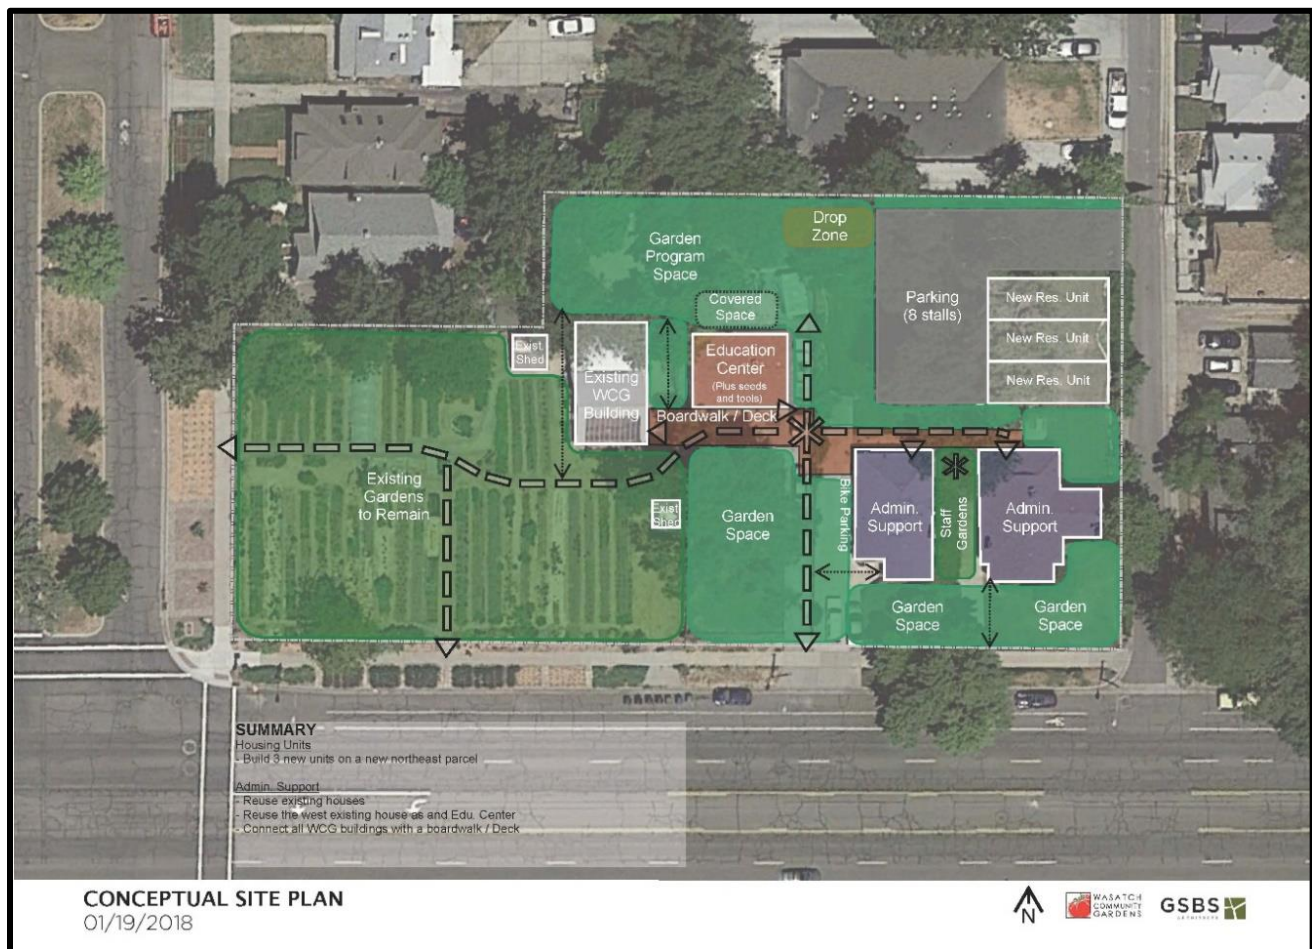 Drop
Zone
Garden
Program
Space
Covered
Space
Parking
(8 stalls)
New Res. Unit
New Res. Unit
New Res. Unit
Exist.
Shed
Existing
WCG
Building
Education
Center
(Plus seeds
and tools)
Boardwalk / Deck
Existing
Gardens
to Remain
Exist.
Shed
Garden
Space
Bike Parking
Admin.
Support
Staff
Gardens
Admin.
Support
Garden
Space
Garden
Space
SUMMARY
Housing Units
- Build 3 new units on a new northeast parcel
Admin. Support
- Reuse existing houses
- Reuse the west existing house as and Edu. Center
- Connect all WCG buildings with a boardwalk / Deck
CONCEPTUAL SITE PLAN
01/19/2018
N
WASATCH
COMMUNITY
GARDENS
GSBS
ARCHITECTS